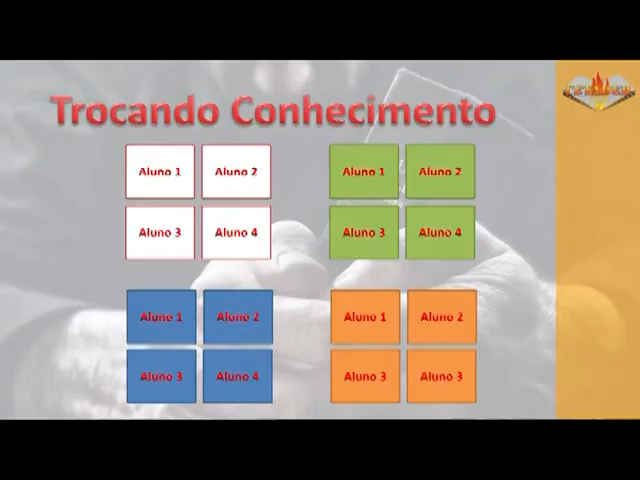 Trocando Conhecimento
Aluno 1 Aluno 2 Aluno 1 Aluno 2
Aluno 3 Aluno 4 Aluno 3 Aluno 4
Aluno 1 Aluno 2 Aluno 1 Aluno 2
Aluno 3 Aluno 4 Aluno 3 Aluno 3